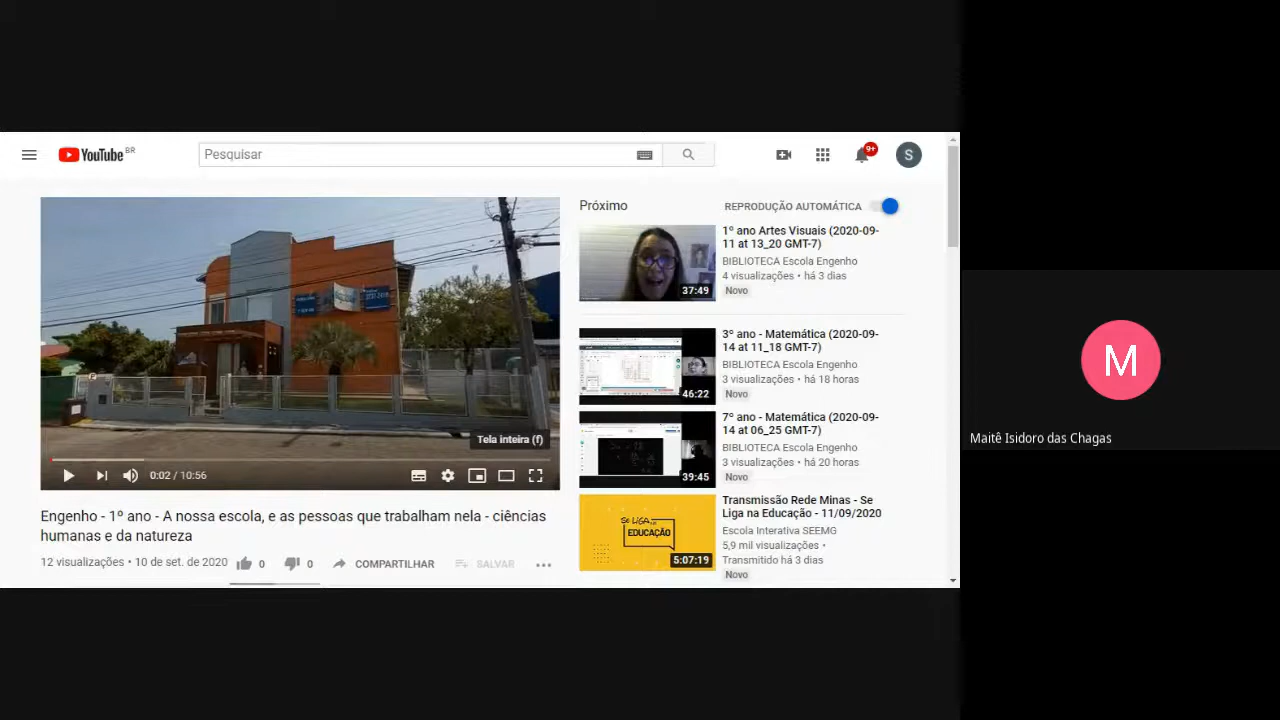 YouTube BR
Pesquisar
9+
S
Tela inteira (f)
0:02 / 10:56
Engenho - 1º ano - A nossa escola, e as pessoas que trabalham nela - ciências
humanas e da natureza
12 visualizações • 10 de set. de 2020
0
0
COMPARTILHAR
SALVAR
Próximo
REPRODUÇÃO AUTOMÁTICA
37:49
1º ano Artes Visuais (2020-09-
11 at 13_20 GMT-7)
BIBLIOTECA Escola Engenho
4 visualizações • há 3 dias
Novo
46:22
3º ano - Matemática (2020-09-
14 at 11_18 GMT-7)
BIBLIOTECA Escola Engenho
3 visualizações • há 18 horas
Novo
39:45
7º ano - Matemática (2020-09-
14 at 06_25 GMT-7)
BIBLIOTECA Escola Engenho
3 visualizações • há 20 horas
Novo
SE LIGA
EDUCAÇÃO
5:07:19
Transmissão Rede Minas - Se
Liga na Educação - 11/09/2020
Escola Interativa SEEMG
5,9 mil visualizações •
Transmitido há 3 dias
Novo
M
Maitê Isidoro das Chagas